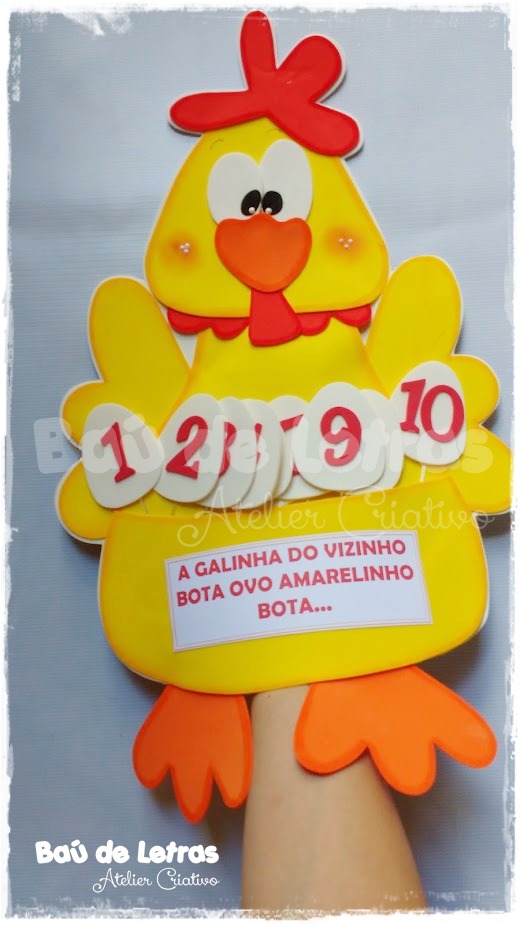 1 2 9 10
Baú de Letras
Atelier Criativo
A GALINHA DO VIZINHO
BOTA OVO AMARELINHO
BOTA...
Baú de Letras
Atelier Criativo